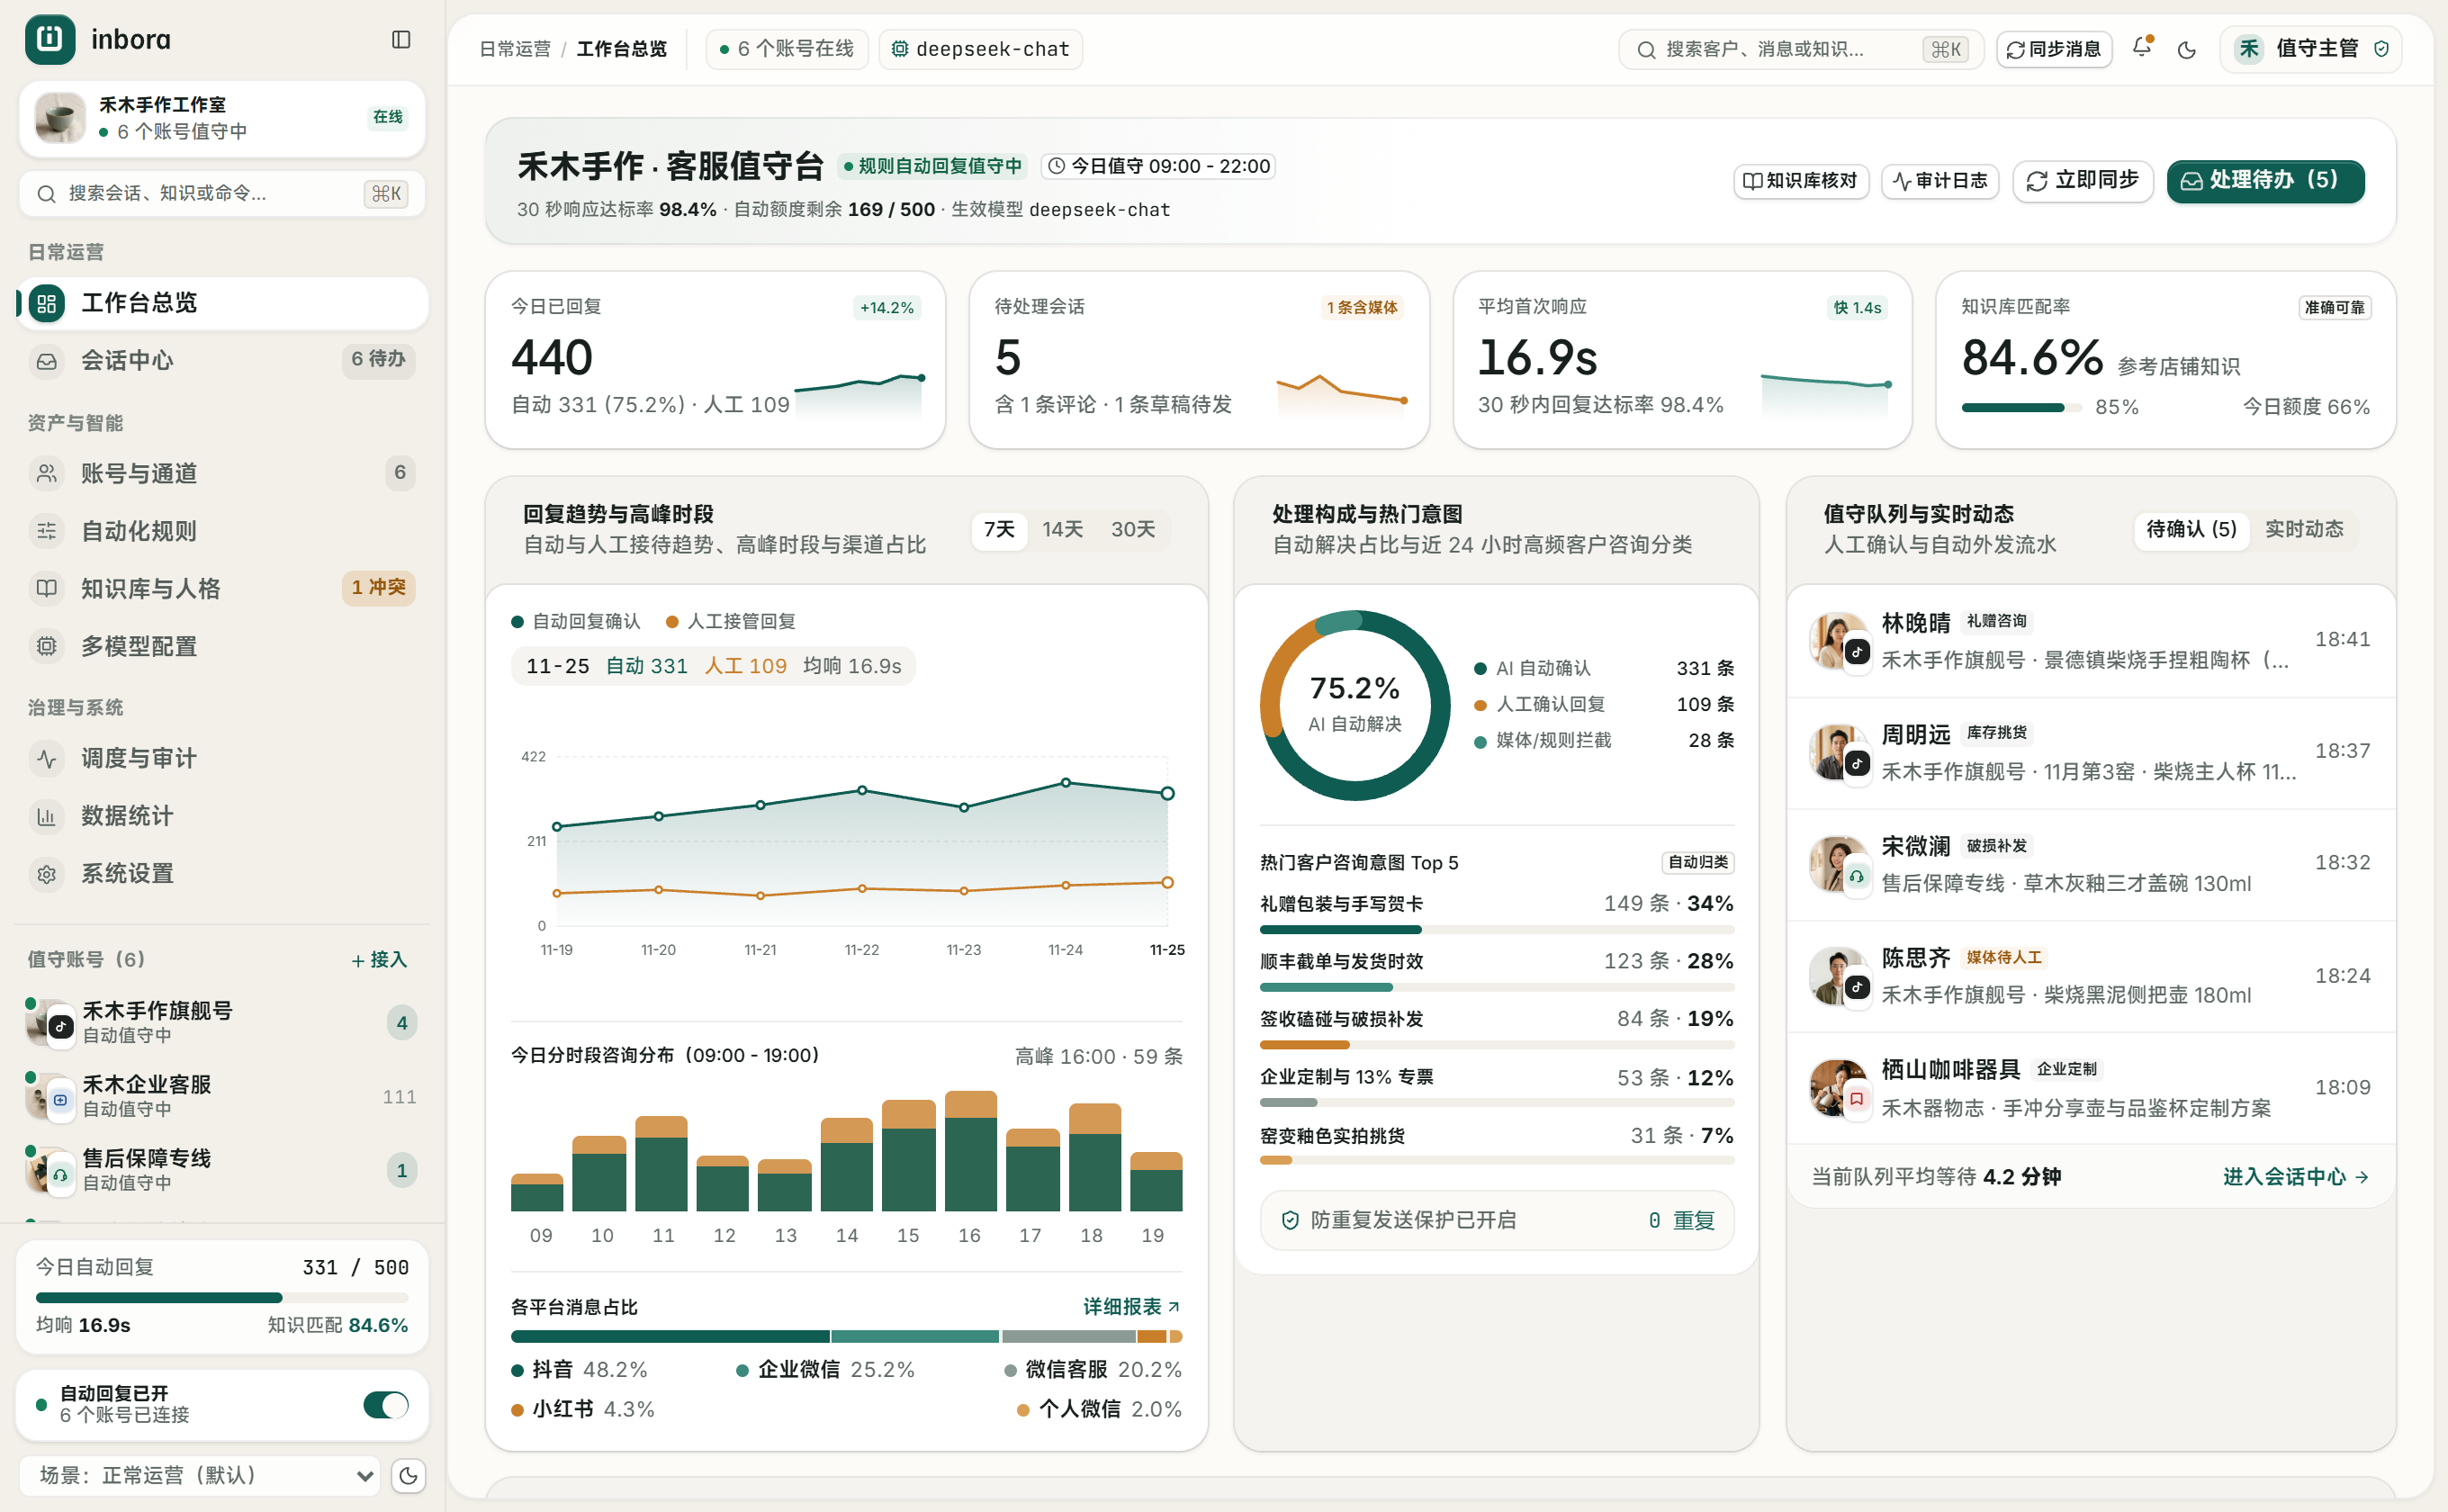 inbora
禾木手作工作室
6 个账号值守中
在线
搜索会话、知识或命令...
⌘K
日常运营
工作台总览
会话中心
6 待办
资产与智能
账号与通道
6
自动化规则
知识库与人格
1 冲突
多模型配置
治理与系统
调度与审计
数据统计
系统设置
值守账号（6）
+ 接入
禾木手作旗舰号
自动值守中
4
禾木企业客服
自动值守中
111
售后保障专线
自动值守中
1
今日自动回复
331 / 500
均响 16.9s
知识匹配 84.6%
自动回复已开
6 个账号已连接
场景：正常运营（默认）
日常运营 / 工作台总览
6 个账号在线
deepseek-chat
搜索客户、消息或知识...
⌘K
同步消息
禾
值守主管
禾木手作 · 客服值守台
规则自动回复值守中
今日值守 09:00 - 22:00
30 秒响应达标率 98.4% · 自动额度剩余 169 / 500 · 生效模型 deepseek-chat
知识库核对
审计日志
立即同步
处理待办（5）
今日已回复
+14.2%
440
自动 331 (75.2%) · 人工 109
待处理会话
1 条含媒体
5
含 1 条评论 · 1 条草稿待发
平均首次响应
快 1.4s
16.9s
30 秒内回复达标率 98.4%
知识库匹配率
准确可靠
84.6% 参考店铺知识
85%
今日额度 66%
回复趋势与高峰时段
自动与人工接待趋势、高峰时段与渠道占比
7天
14天
30天
自动回复确认
人工接管回复
11-25 自动 331 人工 109 均响 16.9s
422
211
0
11-19 11-20 11-21 11-22 11-23 11-24 11-25
今日分时段咨询分布（09:00 - 19:00）
高峰 16:00 · 59 条
09 10 11 12 13 14 15 16 17 18 19
各平台消息占比
详细报表
抖音 48.2%
企业微信 25.2%
微信客服 20.2%
小红书 4.3%
个人微信 2.0%
处理构成与热门意图
自动解决占比与近 24 小时高频客户咨询分类
75.2%
AI 自动解决
AI 自动确认 331 条
人工确认回复 109 条
媒体/规则拦截 28 条
热门客户咨询意图 Top 5
自动归类
礼赠包装与手写贺卡 149 条 · 34%
顺丰截单与发货时效 123 条 · 28%
签收磕碰与破损补发 84 条 · 19%
企业定制与 13% 专票 53 条 · 12%
窑变釉色实拍挑货 31 条 · 7%
防重复发送保护已开启
0 重复
值守队列与实时动态
人工确认与自动外发流水
待确认 (5)
实时动态
林晚晴 礼赠咨询
禾木手作旗舰号 · 景德镇柴烧手捏粗陶杯（...
18:41
周明远 库存挑货
禾木手作旗舰号 · 11月第3窑 · 柴烧主人杯 11...
18:37
宋微澜 破损补发
售后保障专线 · 草木灰釉三才盖碗 130ml
18:32
陈思齐 媒体待人工
禾木手作旗舰号 · 柴烧黑泥侧把壶 180ml
18:24
栖山咖啡器具 企业定制
禾木器物志 · 手冲分享壶与品鉴杯定制方案
18:09
当前队列平均等待 4.2 分钟
进入会话中心 →